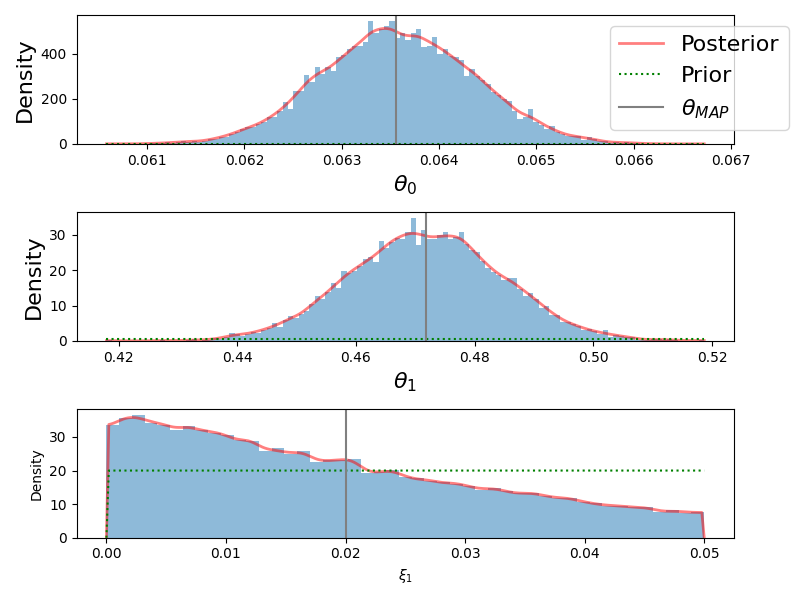 Density
400
200
0
0.061 0.062 0.063 0.064 0.065 0.066 0.067
θ₀
Posterior
Prior
θ_MAP
Density
30
20
10
0
0.42 0.44 0.46 0.48 0.50 0.52
θ₁
Density
30
20
10
0
0.00 0.01 0.02 0.03 0.04 0.05
ξ₁